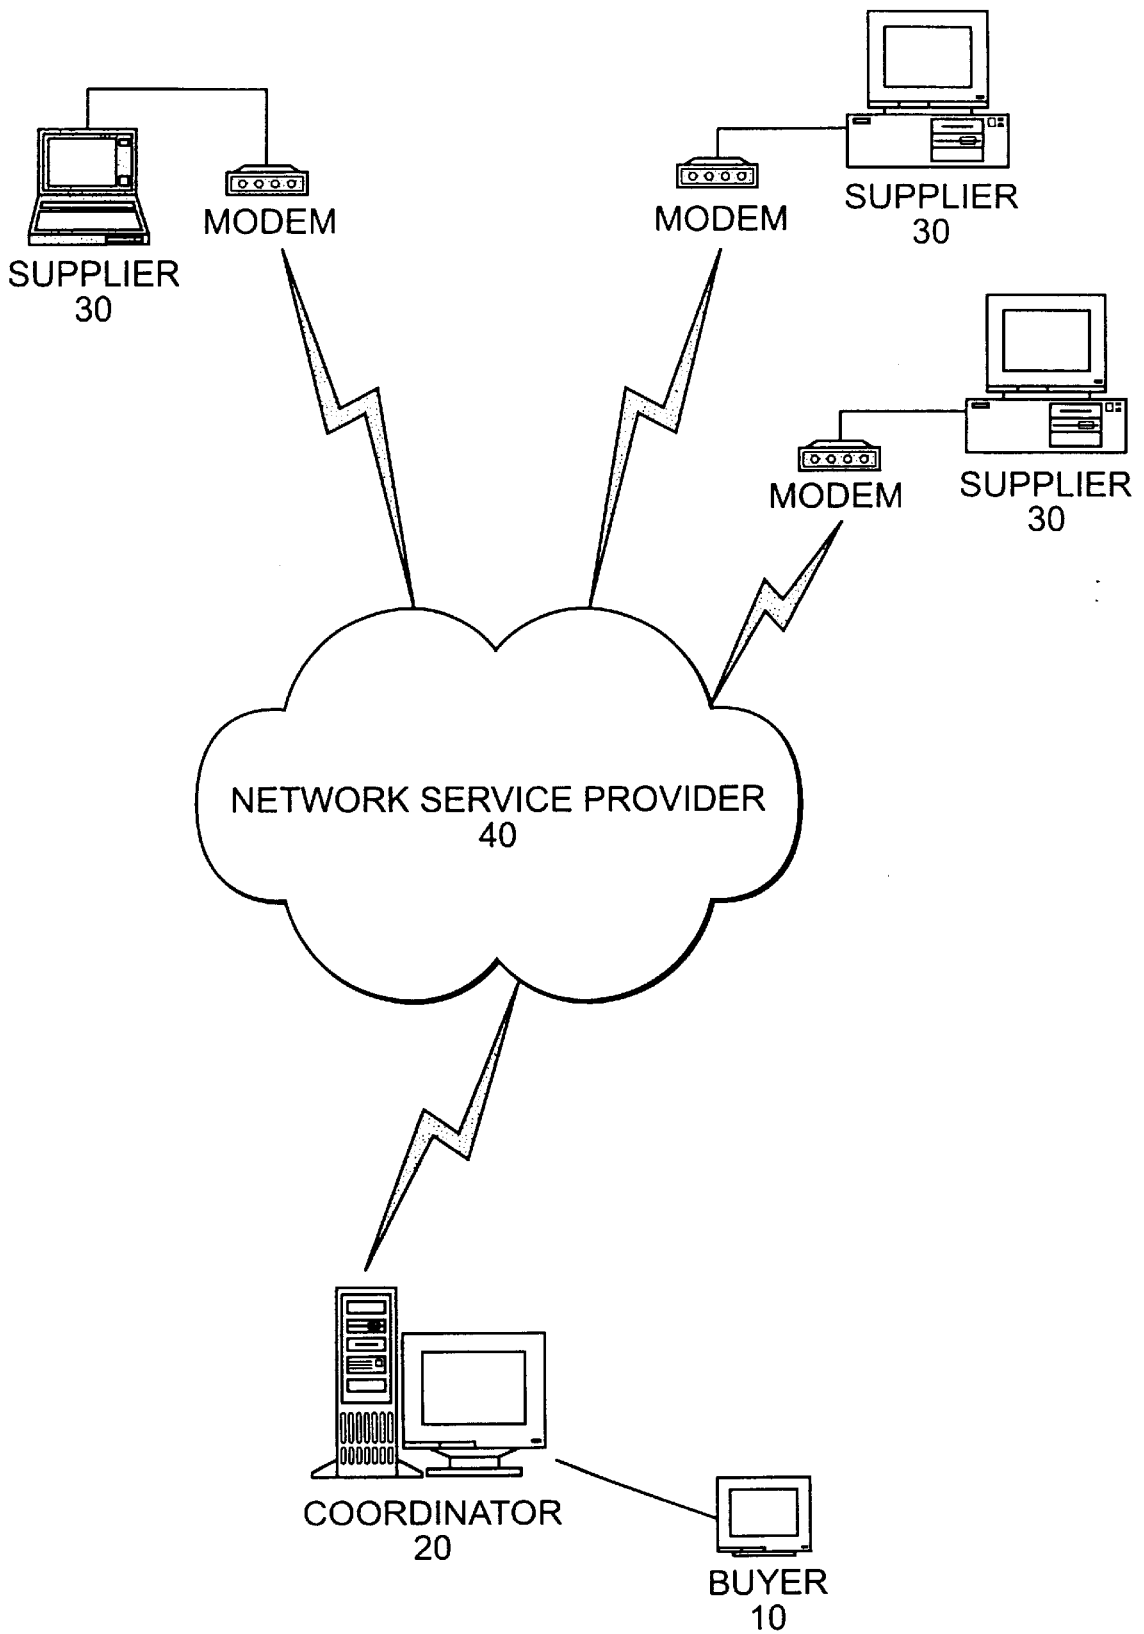 SUPPLIER
30
MODEM
MODEM
SUPPLIER
30
MODEM
SUPPLIER
30
NETWORK SERVICE PROVIDER
40
COORDINATOR
20
BUYER
10